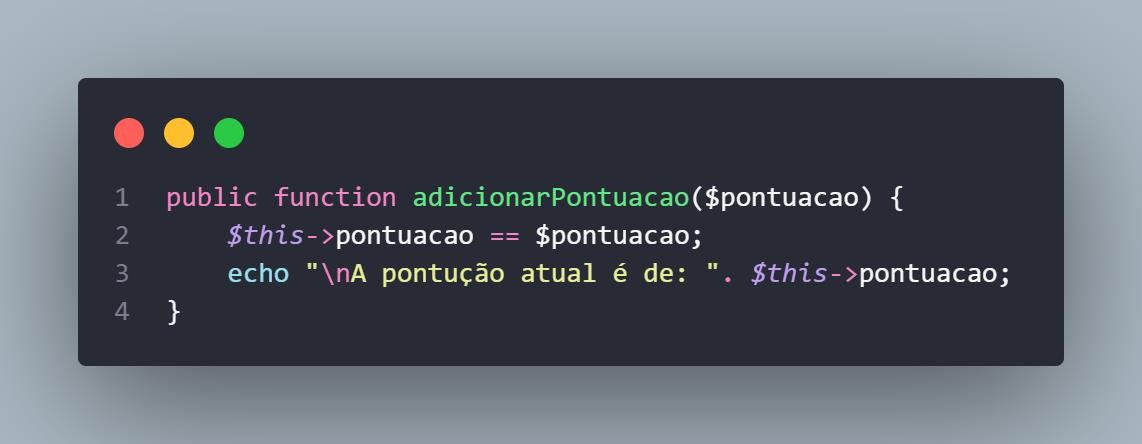 1 public function adicionarPontuacao($pontuacao) {
2 $this->pontuacao == $pontuacao;
3 echo "\nA pontução atual é de: ". $this->pontuacao;
4 }